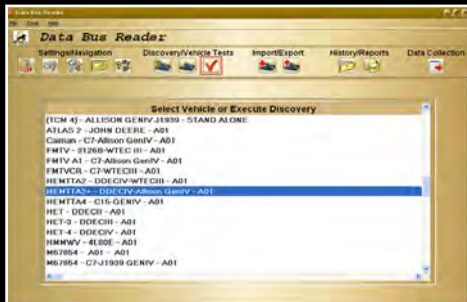 Data Bus Reader
File Tools Help
Data Bus Reader
Settings/Navigation Discovery/Vehicle Tests Import/Export History/Reports Data Collection
Select Vehicle or Execute Discovery
(TCM 4) - ALLISON GENIV J1939 - STAND ALONE
ATLAS 2 - JOHN DEERE - A01
Caiman - C7-Allison GenIV - A01
FMTV - 3126B-WTEC III - A01
FMTV A1 - C7-Allison GenIV - A01
FMTVCR - C7-WTECIII - A01
HEMTTA2 - DDECIV-WTECIII - A01
HEMTTA2+ - DDECIV-Allison GenIV - A01
HEMTTA4 - C15-GENIV - A01
HET - DDECII - A01
HET-3 - DDECIII - A01
HET-4 - DDECIV - A01
HMMWV - 4L80E - A01
M67854 - A01 - A01
M67854 - C7-J1939 GENIV - A01